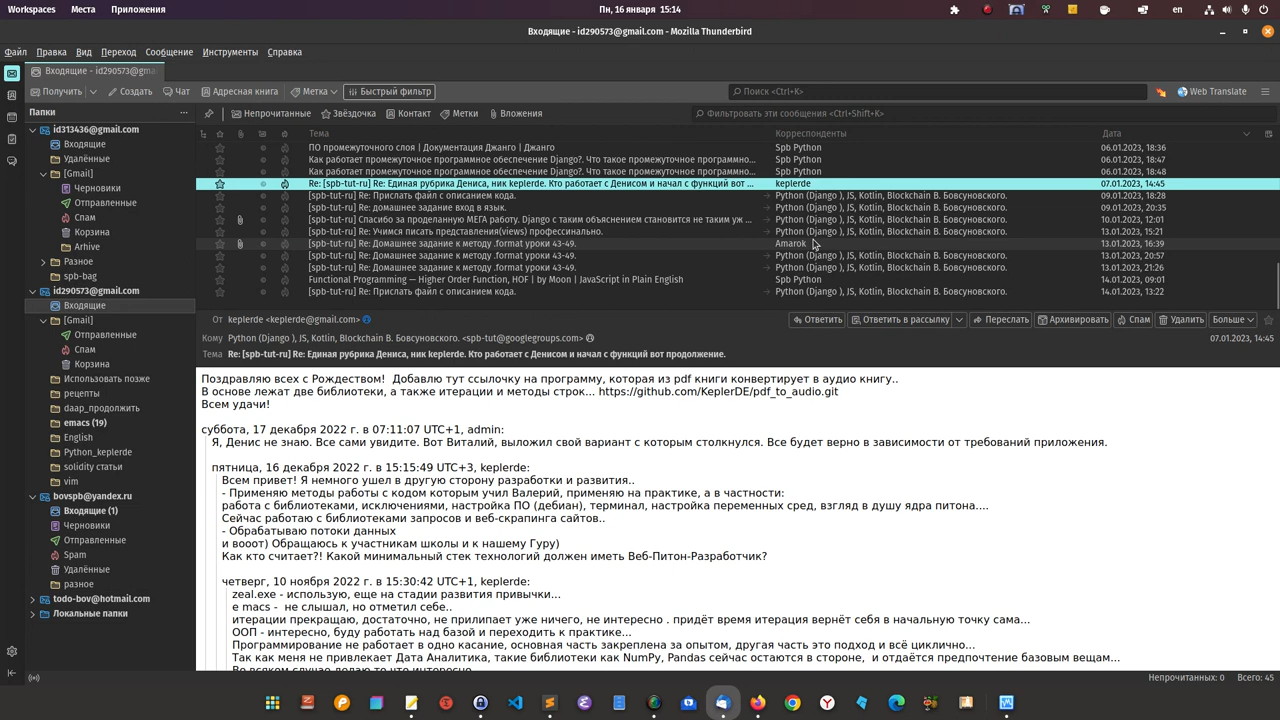 Workspaces Места Приложения Пн, 16 января 15:14 en
Входящие - id290573@gmail.com - Mozilla Thunderbird
Файл Правка Вид Переход Сообщение Инструменты Справка
Входящие - id290573@gma
Получить Создать Чат Адресная книга Метка Быстрый фильтр Поиск <Ctrl+K> Web Translate
Папки ... Непрочитанные Звёздочка Контакт Метки Вложения Фильтровать эти сообщения <Ctrl+Shift+K>
Тема Корреспонденты Дата
ПО промежуточного слоя | Документация Джанго | Джанго Spb Python 06.01.2023, 18:36
Как работает промежуточное программное обеспечение Django?. Что такое промежуточное программно... Spb Python 06.01.2023, 18:47
Как работает промежуточное программное обеспечение Django?. Что такое промежуточное программно... Spb Python 06.01.2023, 18:48
Re: [spb-tut-ru] Re: Единая рубрика Дениса, ник keplerde. Кто работает с Денисом и начал с функций вот ... keplerde 07.01.2023, 14:45
[spb-tut-ru] Re: Прислать файл с описанием кода. Python (Django ), JS, Kotlin, Blockchain В. Бовсуновского. 09.01.2023, 18:28
[spb-tut-ru] Re: домашнее задание вход в язык. Python (Django ), JS, Kotlin, Blockchain В. Бовсуновского. 09.01.2023, 20:35
[spb-tut-ru] Спасибо за проделанную МЕГА работу. Django с таким объяснением становится не таким уж ... Python (Django ), JS, Kotlin, Blockchain В. Бовсуновского. 10.01.2023, 12:01
[spb-tut-ru] Re: Учимся писать представления(views) профессинально. Python (Django ), JS, Kotlin, Blockchain В. Бовсуновского. 13.01.2023, 15:21
[spb-tut-ru] Re: Домашнее задание к методу .format уроки 43-49. Amarok 13.01.2023, 16:39
[spb-tut-ru] Re: Домашнее задание к методу .format уроки 43-49. Python (Django ), JS, Kotlin, Blockchain В. Бовсуновского. 13.01.2023, 20:57
[spb-tut-ru] Re: Домашнее задание к методу .format уроки 43-49. Python (Django ), JS, Kotlin, Blockchain В. Бовсуновского. 13.01.2023, 21:26
Functional Programming — Higher Order Function, HOF | by Moon | JavaScript in Plain English Spb Python 14.01.2023, 09:01
[spb-tut-ru] Re: Прислать файл с описанием кода. Python (Django ), JS, Kotlin, Blockchain В. Бовсуновского. 14.01.2023, 13:22
id313436@gmail.com
Входящие
Удалённые
[Gmail]
Черновики
Отправленные
Спам
Корзина
Arhive
Разное
spb-bag
id290573@gmail.com
Входящие
[Gmail]
Отправленные
Спам
Корзина
Использовать позже
рецепты
daap_продолжить
emacs (19)
English
Python_keplerde
solidity статьи
vim
bovspb@yandex.ru
Входящие (1)
Черновики
Отправленные
Spam
Удалённые
разное
todo-bov@hotmail.com
Локальные папки
От keplerde <keplerde@gmail.com> Ответить Ответить в рассылку Переслать Архивировать Спам Удалить Больше
Кому Python (Django ), JS, Kotlin, Blockchain В. Бовсуновского. <spb-tut@googlegroups.com> 07.01.2023, 14:45
Тема Re: [spb-tut-ru] Re: Единая рубрика Дениса, ник keplerde. Кто работает с Денисом и начал с функций вот продолжение.
Поздравляю всех с Рождеством! Добавлю тут ссылочку на программу, которая из pdf книги конвертирует в аудио книгу..
В основе лежат две библиотеки, а также итерации и методы строк... https://github.com/KeplerDE/pdf_to_audio.git
Всем удачи!
суббота, 17 декабря 2022 г. в 07:11:07 UTC+1, admin:
Я, Денис не знаю. Все сами увидите. Вот Виталий, выложил свой вариант с которым столкнулся. Все будет верно в зависимости от требований приложения.
пятница, 16 декабря 2022 г. в 15:15:49 UTC+3, keplerde:
Всем привет! Я немного ушел в другую сторону разработки и развития..
- Применяю методы работы с кодом которым учил Валерий, применяю на практике, а в частности:
работа с библиотеками, исключениями, настройка ПО (дебиан), терминал, настройка переменных сред, взгляд в душу ядра питона....
Сейчас работаю с библиотеками запросов и веб-скрапинга сайтов..
- Обрабатываю потоки данных
и вооот) Обращаюсь к участникам школы и к нашему Гуру)
Как кто считает?! Какой минимальный стек технологий должен иметь Веб-Питон-Разработчик?
четверг, 10 ноября 2022 г. в 15:30:42 UTC+1, keplerde:
zeal.exe - использую, еще на стадии развития привычки...
e macs - не слышал, но отметил себе..
итерации прекращаю, достаточно, не прилипает уже ничего, не интересно . придёт время итерация вернёт себя в начальную точку сама...
ООП - интересно, буду работать над базой и переходить к практике...
Программирование не работает в одно касание, основная часть закреплена за опытом, другая часть это подход и всё циклично...
Так как меня не привлекает Дата Аналитика, такие библиотеки как NumPy, Pandas сейчас остаются в стороне, и отдаётся предпочтение базовым вещам...
Непрочитанных: 0 Всего: 45